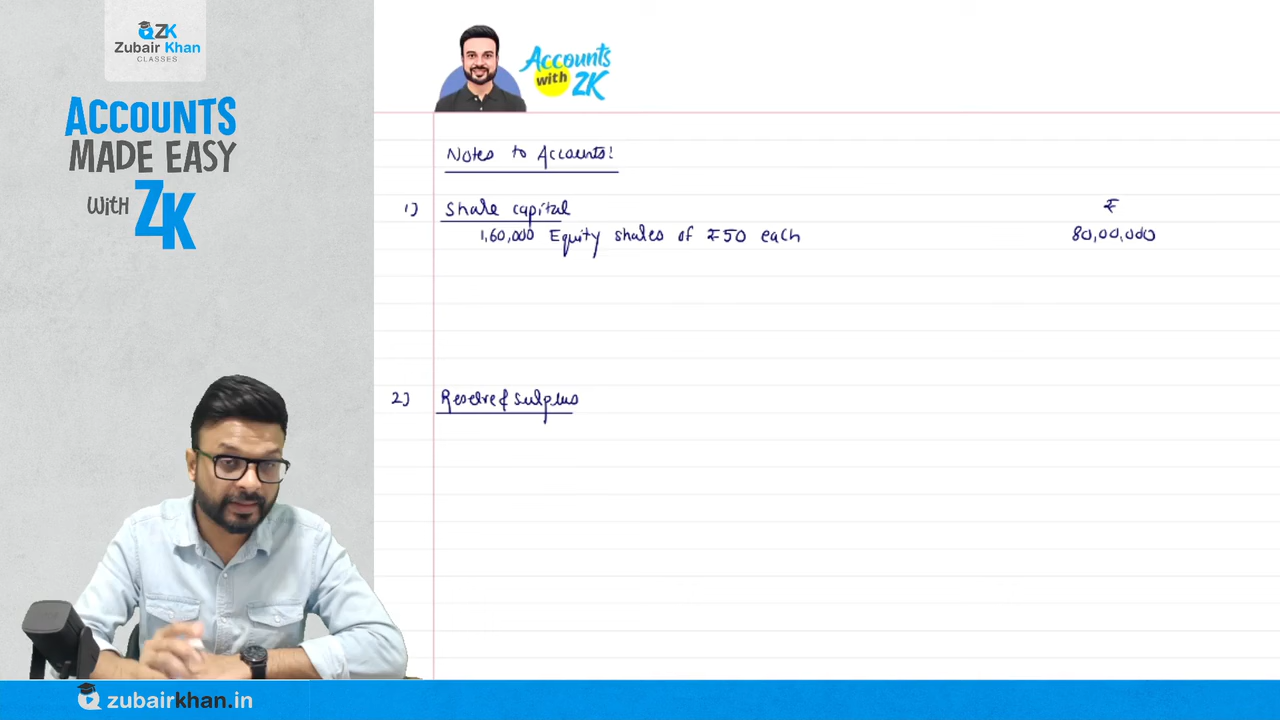 ZK
Zubair Khan
CLASSES
ACCOUNTS
MADE EASY
with ZK
Accounts
with
ZK
Notes to Accounts:
1) Share capital ₹
1,60,000 Equity shares of ₹50 each 80,00,000
2) Reserve & Surplus
zubairkhan.in